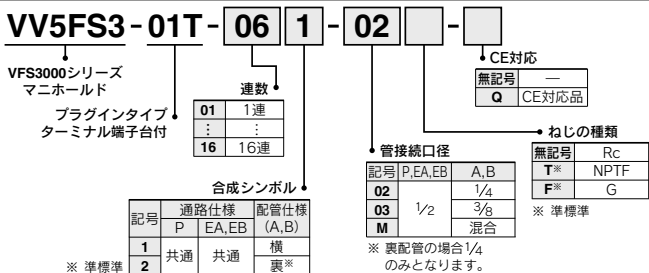 VV5FS3-01T-06 1-02 -
VFS3000シリーズ
マニホールド
プラグインタイプ
ターミナル端子台付
連数
01 1連
⋮ ⋮
16 16連
合成シンボル
記号 通路仕様 配管仕様
P EA,EB (A,B)
1 共通 共通 横
※ 準標準 2 裏※
管接続口径
記号 P,EA,EB A,B
02 1/2 1/4
03 3/8
M 混合
※ 裏配管の場合1/4
のみとなります。
CE対応
無記号 —
Q CE対応品
ねじの種類
無記号 Rc
T※ NPTF
F※ G
※ 準標準